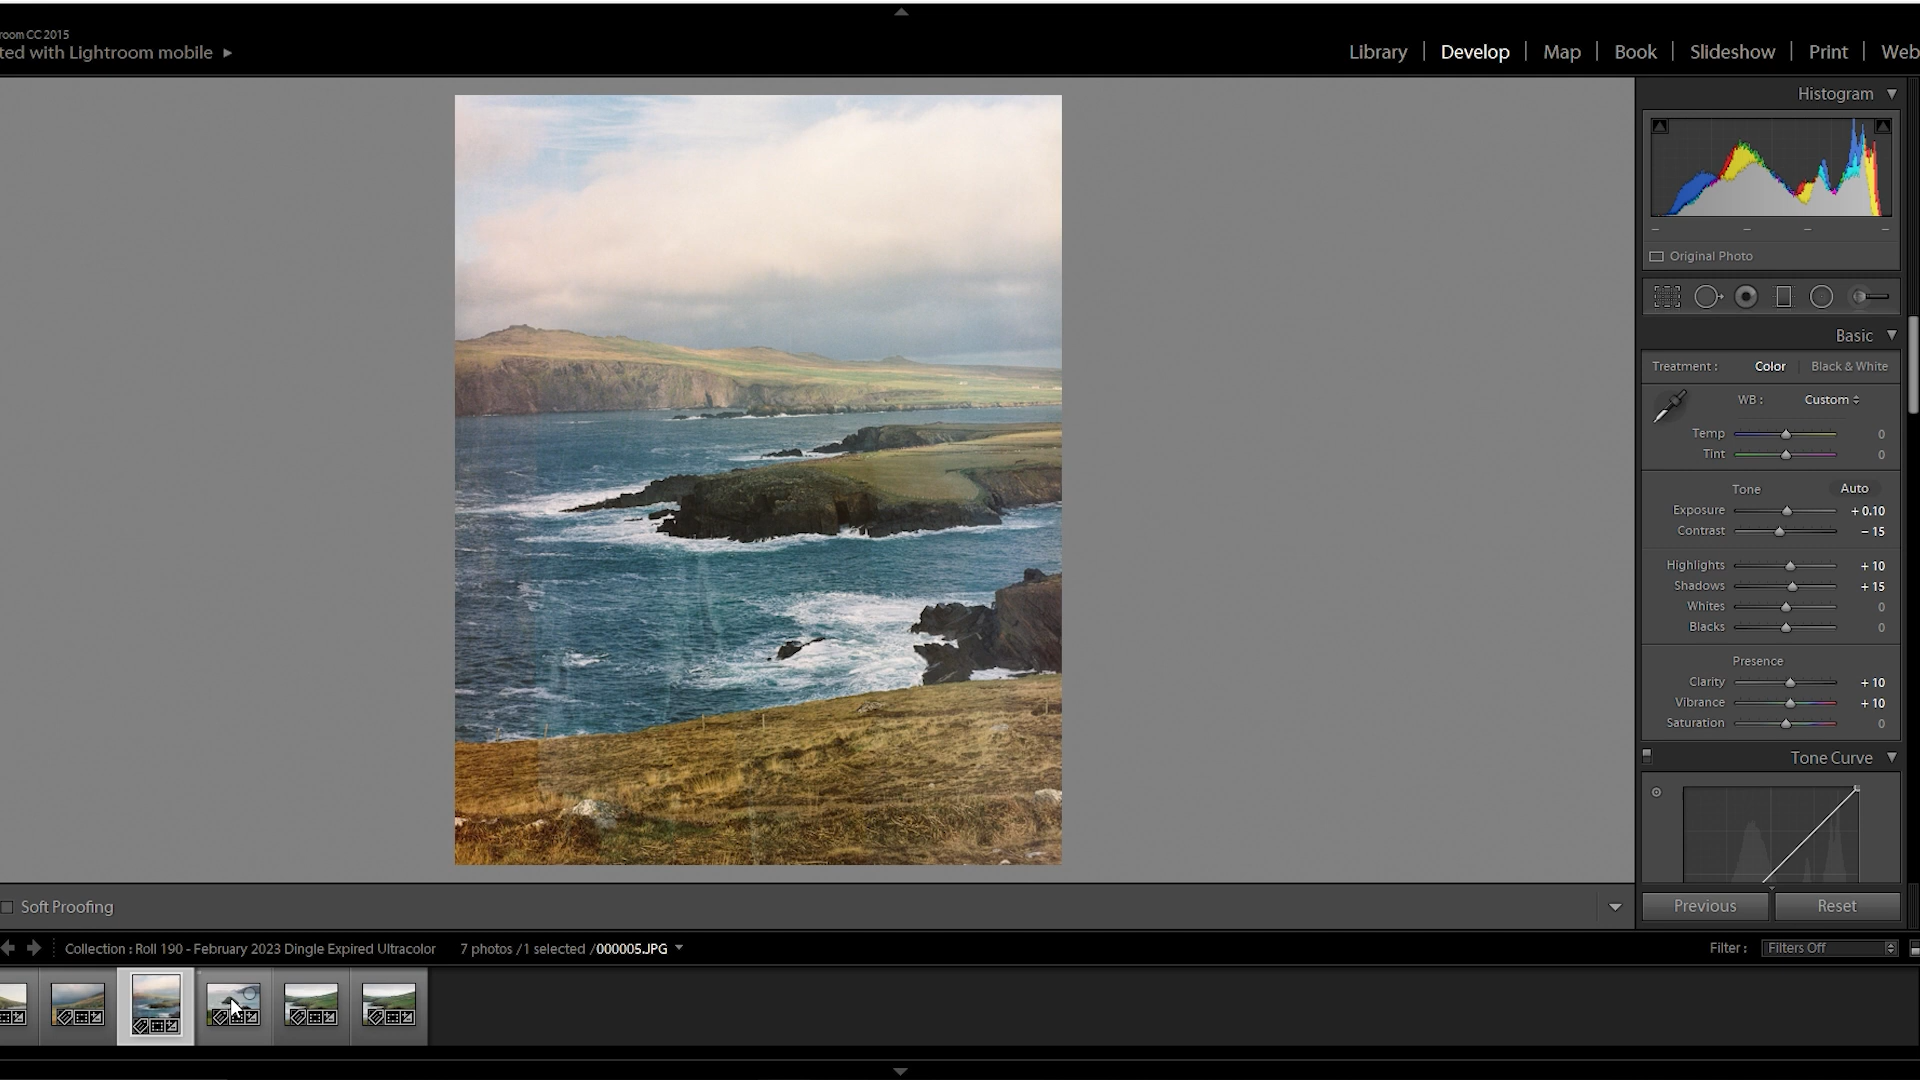 room CC 2015
ted with Lightroom mobile
Library | Develop | Map | Book | Slideshow | Print | Web
Histogram
Original Photo
Basic
Treatment : Color Black & White
WB : Custom
Temp 0
Tint 0
Tone Auto
Exposure + 0.10
Contrast – 15
Highlights + 10
Shadows + 15
Whites 0
Blacks 0
Presence
Clarity + 10
Vibrance + 10
Saturation 0
Tone Curve
Previous Reset
Soft Proofing
Collection : Roll 190 - February 2023 Dingle Expired Ultracolor 7 photos / 1 selected / 000005.JPG
Filter : Filters Off